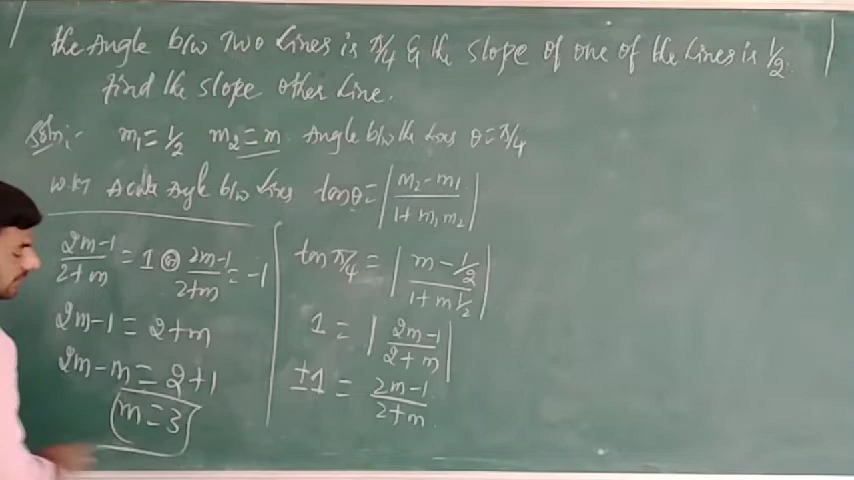 the Angle b/w Two Lines is π/4 & the slope of one of the Lines is 1/2.
find the slope other Line.
Soln:- m₁ = 1/2 m₂ = m Angle b/w the θ = π/4
W.K.T Acute Angle b/w Lines tanθ = |(m₂ - m₁)/(1 + m₁m₂)|
tan π/4 = |(m - 1/2)/(1 + m 1/2)|
1 = |(2m-1)/(2+m)|
±1 = (2m-1)/(2+m)
(2m-1)/(2+m) = 1 or (2m-1)/(2+m) = -1
2m-1 = 2+m
2m-m = 2+1
m = 3